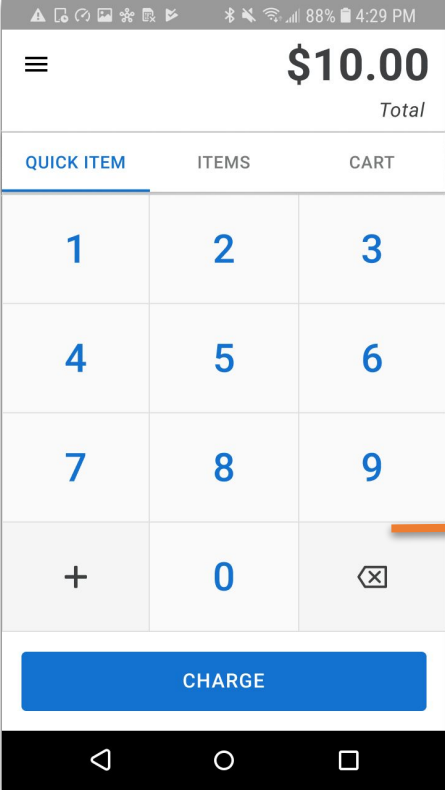 88% 4:29 PM
$10.00
Total
QUICK ITEM ITEMS CART
1 2 3
4 5 6
7 8 9
+ 0
CHARGE